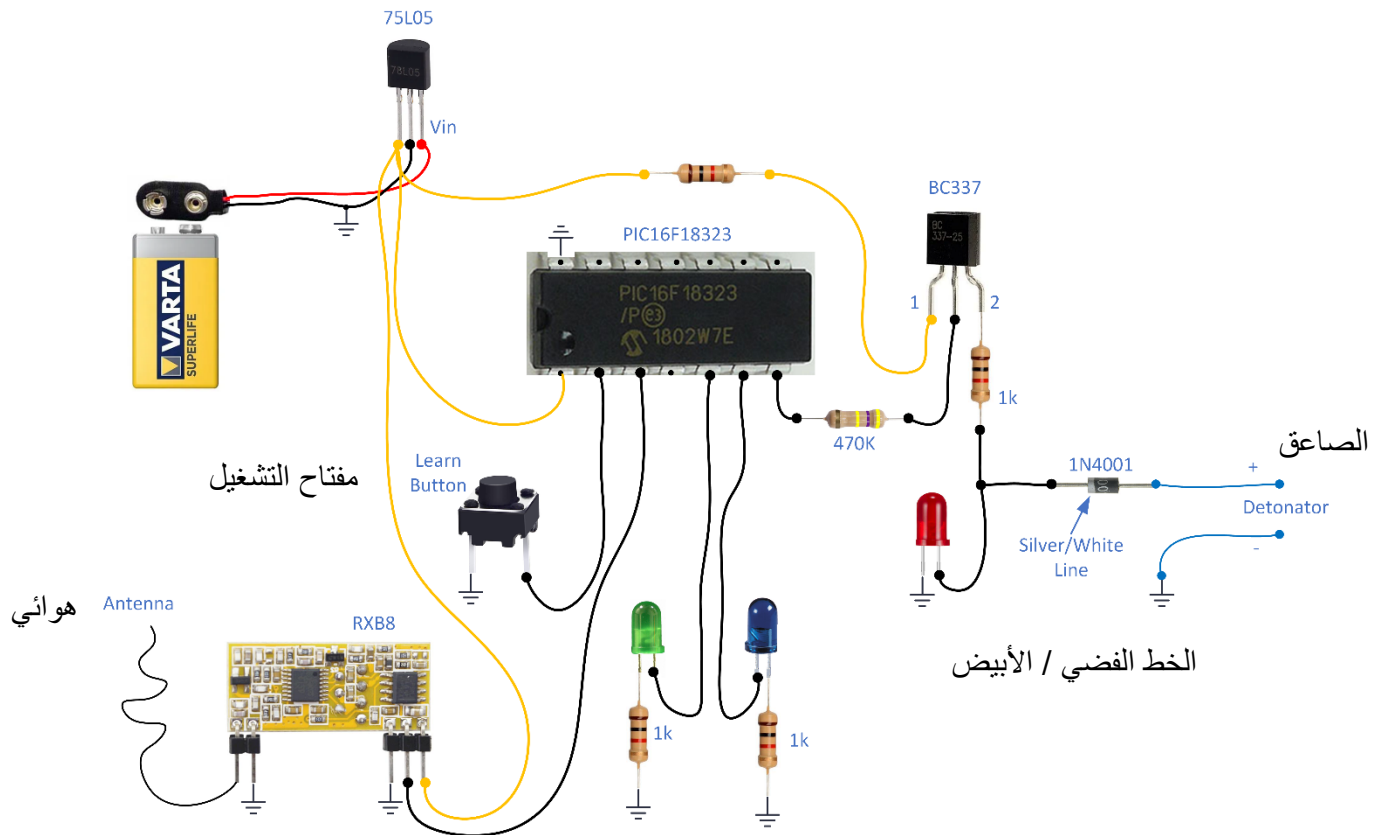 75L05
78L05
Vin
BC337
BC
337-25
PIC16F18323
PIC16F18323
/P e3
1802W7E
1
2
VARTA
SUPERLIFE
1k
470K
الصاعق
1N4001
+
Detonator
-
مفتاح التشغيل
Learn
Button
Silver/White
Line
هوائي
Antenna
RXB8
الخط الفضي / الأبيض
1k
1k